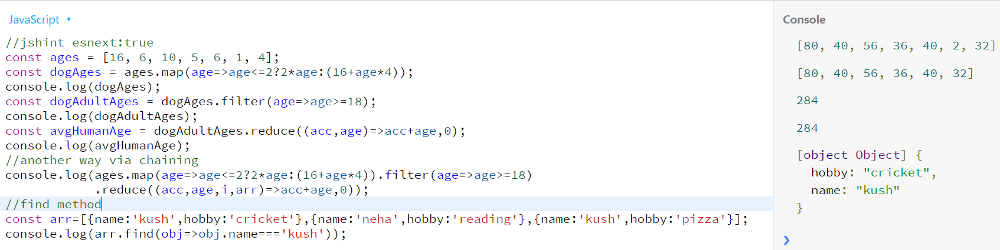 JavaScript ▼
//jshint esnext:true
const ages = [16, 6, 10, 5, 6, 1, 4];
const dogAges = ages.map(age=>age<=2?2*age:(16+age*4));
console.log(dogAges);
const dogAdultAges = dogAges.filter(age=>age>=18);
console.log(dogAdultAges);
const avgHumanAge = dogAdultAges.reduce((acc,age)=>acc+age,0);
console.log(avgHumanAge);
//another way via chaining
console.log(ages.map(age=>age<=2?2*age:(16+age*4)).filter(age=>age>=18)
.reduce((acc,age,i,arr)=>acc+age,0));
//find method
const arr=[{name:'kush',hobby:'cricket'},{name:'neha',hobby:'reading'},{name:'kush',hobby:'pizza'}];
console.log(arr.find(obj=>obj.name==='kush'));
Console
[80, 40, 56, 36, 40, 2, 32]
[80, 40, 56, 36, 40, 32]
284
284
[object Object] {
hobby: "cricket",
name: "kush"
}
❯